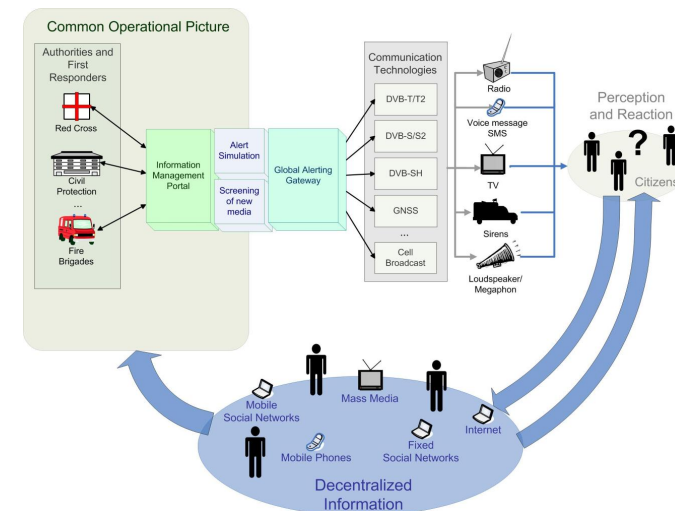 Common Operational Picture
Authorities and
First
Responders
Red Cross
Civil
Protection
...
Fire
Brigades
Information
Management
Portal
Alert
Simulation
Screening
of new
media
Global Alerting
Gateway
Communication
Technologies
DVB-T/T2
DVB-S/S2
DVB-SH
GNSS
...
Cell
Broadcast
Radio
Voice message
SMS
TV
Sirens
Loudspeaker/
Megaphon
Perception
and Reaction
?
Citizens
Mobile
Social Networks
Mass Media
Internet
Mobile Phones
Fixed
Social Networks
Decentralized
Information